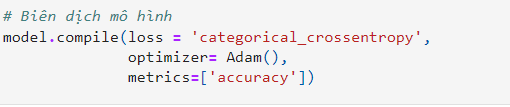 # Biên dịch mô hình
model.compile(loss = 'categorical_crossentropy',
              optimizer= Adam(),
              metrics=['accuracy'])